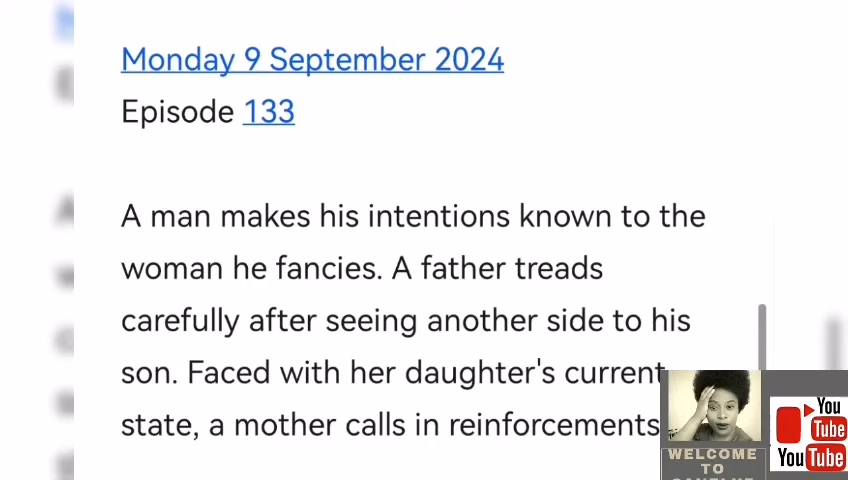 Monday 9 September 2024
Episode 133
A man makes his intentions known to the
woman he fancies. A father treads
carefully after seeing another side to his
son. Faced with her daughter's current
state, a mother calls in reinforcements
WELCOME
TO
You
Tube
YouTube